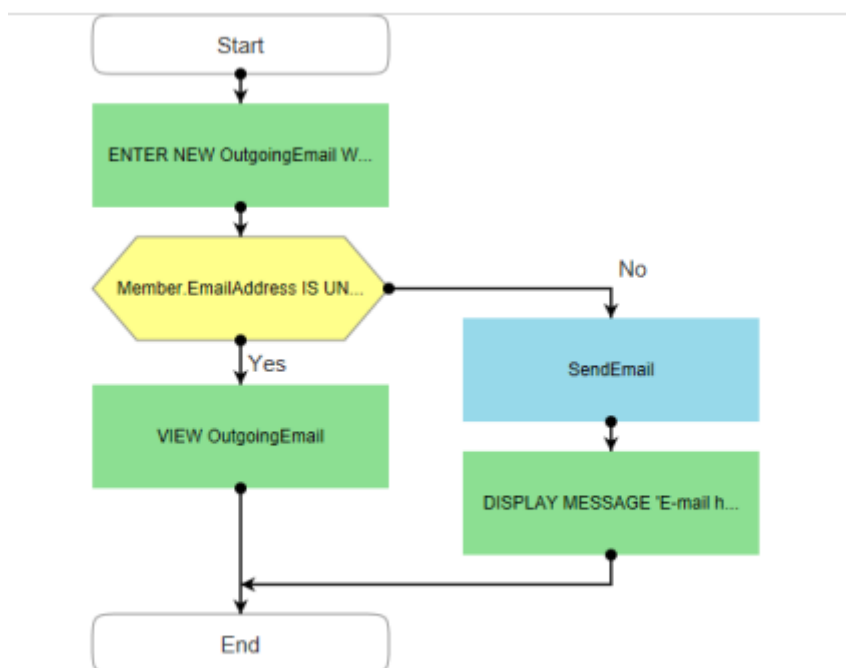 Start
ENTER NEW OutgoingEmail W...
Member.EmailAddress IS UN...
No
Yes
SendEmail
VIEW OutgoingEmail
DISPLAY MESSAGE "E-mail h...
End